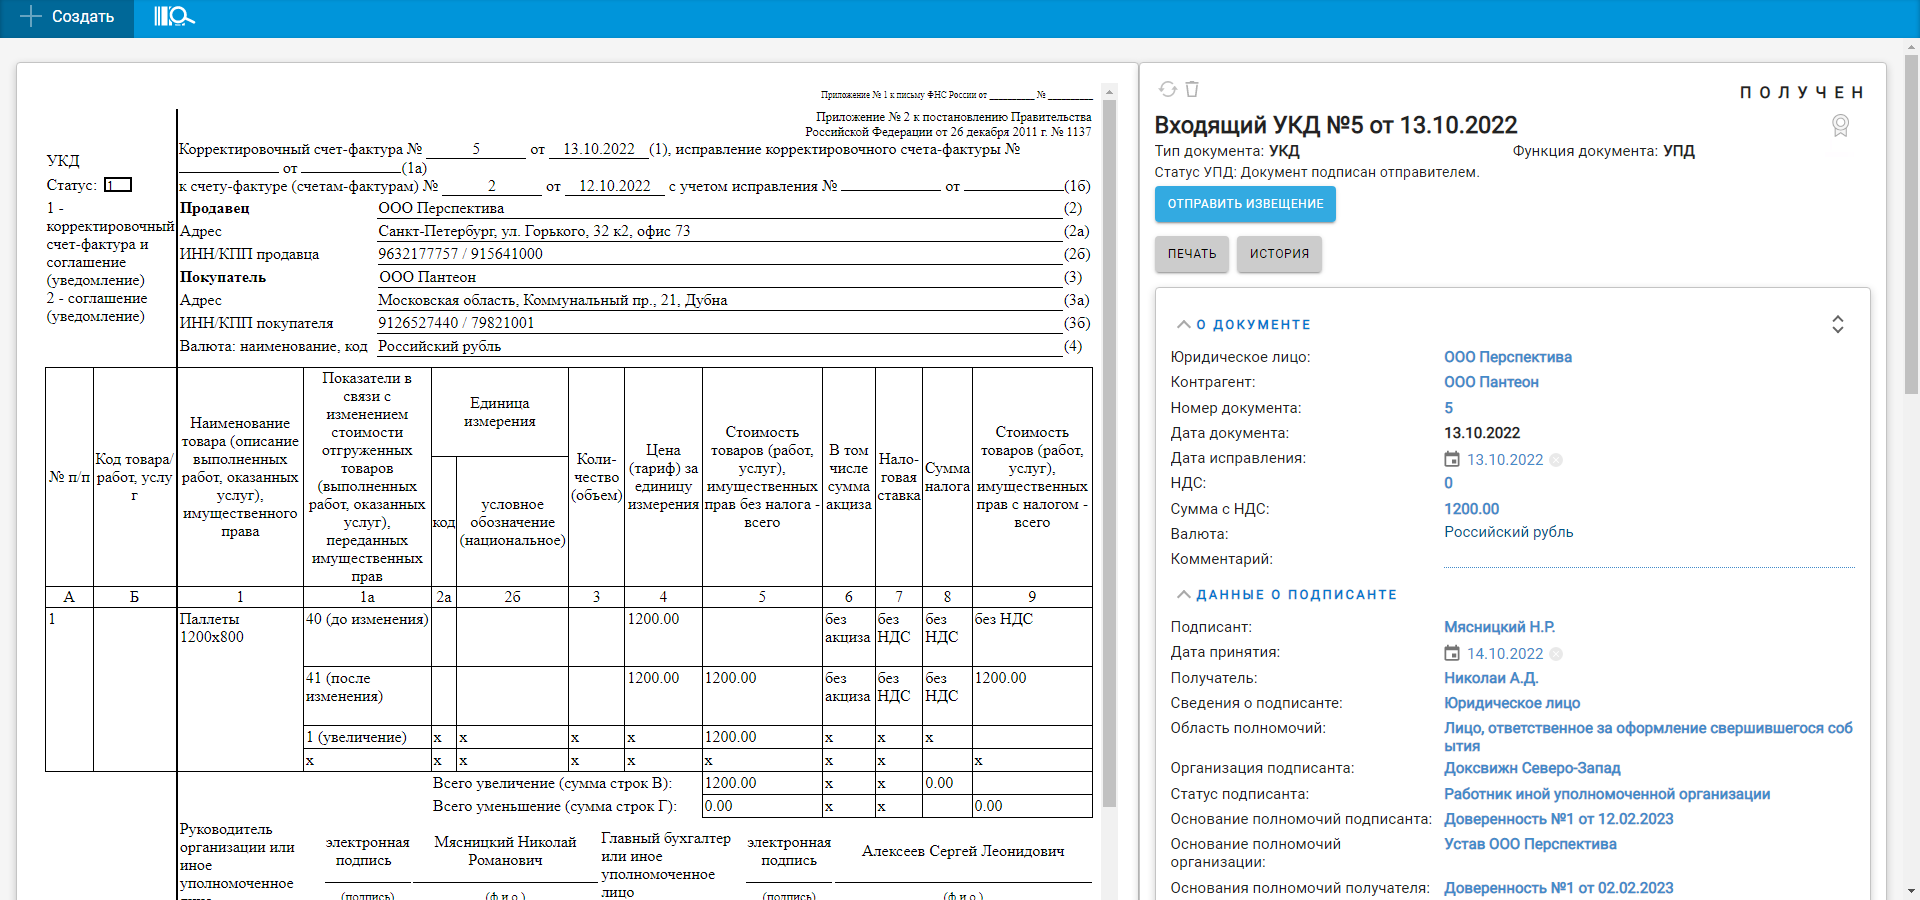 Создать
Приложение № 1 к письму ФНС России от __________ № __________
Приложение № 2 к постановлению Правительства
Российской Федерации от 26 декабря 2011 г. № 1137
УКД
Статус: 1
1 -
корректировочный
счет-фактура и
соглашение
(уведомление)
2 - соглашение
(уведомление)
Корректировочный счет-фактура № 5 от 13.10.2022 (1), исправление корректировочного счета-фактуры №
от (1а)
к счету-фактуре (счетам-фактурам) № 2 от 12.10.2022 с учетом исправления № от (1б)
Продавец ООО Перспектива (2)
Адрес Санкт-Петербург, ул. Горького, 32 к2, офис 73 (2а)
ИНН/КПП продавца 9632177757 / 915641000 (2б)
Покупатель ООО Пантеон (3)
Адрес Московская область, Коммунальный пр., 21, Дубна (3а)
ИНН/КПП покупателя 9126527440 / 79821001 (3б)
Валюта: наименование, код Российский рубль (4)
№ п/п
Код товара/
работ, услу
г
Наименование
товара (описание
выполненных
работ, оказанных
услуг),
имущественного
права
Показатели в
связи с
изменением
стоимости
отгруженных
товаров
(выполненных
работ, оказанных
услуг),
переданных
имущественных
прав
Единица
измерения
код
условное
обозначение
(национальное)
Коли-
чество
(объем)
Цена
(тариф) за
единицу
измерения
Стоимость
товаров (работ,
услуг),
имущественных
прав без налога -
всего
В том
числе
сумма
акциза
Нало-
говая
ставка
Сумма
налога
Стоимость
товаров (работ,
услуг),
имущественных
прав с налогом -
всего
А Б 1 1а 2а 2б 3 4 5 6 7 8 9
1
Паллеты
1200х800
40 (до изменения) 1200.00 без акциза без НДС без НДС без НДС
41 (после изменения) 1200.00 1200.00 без акциза без НДС без НДС 1200.00
1 (увеличение) х х х х 1200.00 х х х
х х х х х х х х
Всего увеличение (сумма строк В): 1200.00 х х 0.00
Всего уменьшение (сумма строк Г): 0.00 х х 0.00
Руководитель
организации или
иное
уполномоченное
электронная
подпись
(подпись)
Мясницкий Николай
Романович
(ф.и.о.)
Главный бухгалтер
или иное
уполномоченное
лицо
электронная
подпись
(подпись)
Алексеев Сергей Леонидович
(ф.и.о.)
ПОЛУЧЕН
Входящий УКД №5 от 13.10.2022
Тип документа: УКД Функция документа: УПД
Статус УПД: Документ подписан отправителем.
ОТПРАВИТЬ ИЗВЕЩЕНИЕ
ПЕЧАТЬ ИСТОРИЯ
О ДОКУМЕНТЕ
Юридическое лицо: ООО Перспектива
Контрагент: ООО Пантеон
Номер документа: 5
Дата документа: 13.10.2022
Дата исправления: 13.10.2022
НДС: 0
Сумма с НДС: 1200.00
Валюта: Российский рубль
Комментарий:
ДАННЫЕ О ПОДПИСАНТЕ
Подписант: Мясницкий Н.Р.
Дата принятия: 14.10.2022
Получатель: Николаи А.Д.
Сведения о подписанте: Юридическое лицо
Область полномочий: Лицо, ответственное за оформление свершившегося соб
ытия
Организация подписанта: Доксвижн Северо-Запад
Статус подписанта: Работник иной уполномоченной организации
Основание полномочий подписанта: Доверенность №1 от 12.02.2023
Основание полномочий
организации: Устав ООО Перспектива
Основания полномочий получателя: Доверенность №1 от 02.02.2023